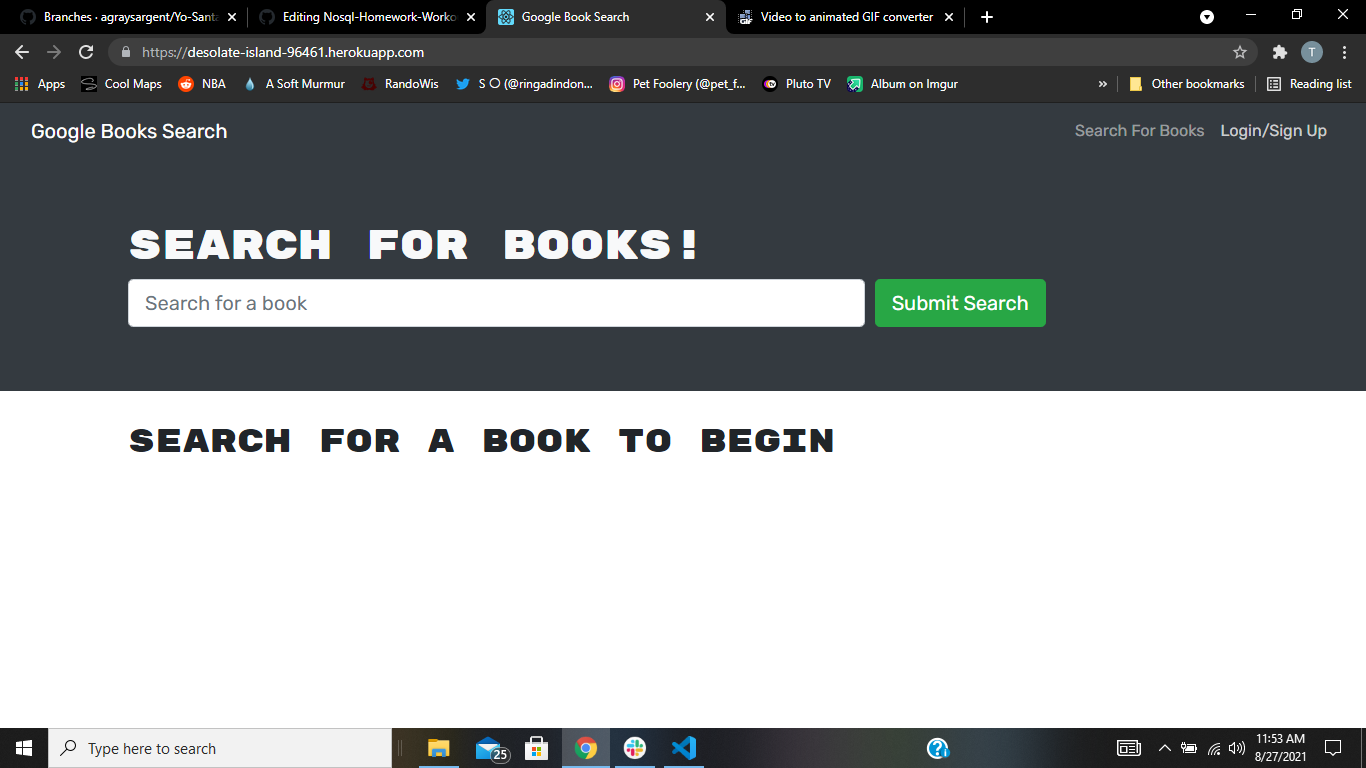 Branches · agraysargent/Yo-Santa
Editing Nosql-Homework-Worko
Google Book Search
Video to animated GIF converter
https://desolate-island-96461.herokuapp.com
T
Apps
Cool Maps
NBA
A Soft Murmur
RandoWis
S O (@ringadindon...
Pet Foolery (@pet_f...
Pluto TV
Album on Imgur
»
Other bookmarks
Reading list
Google Books Search
Search For Books
Login/Sign Up
SEARCH FOR BOOKS!
Search for a book
Submit Search
SEARCH FOR A BOOK TO BEGIN
Type here to search
25
11:53 AM
8/27/2021